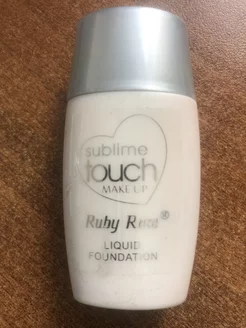 sublime
touch
MAKE UP
Ruby Rose®
LIQUID
FOUNDATION